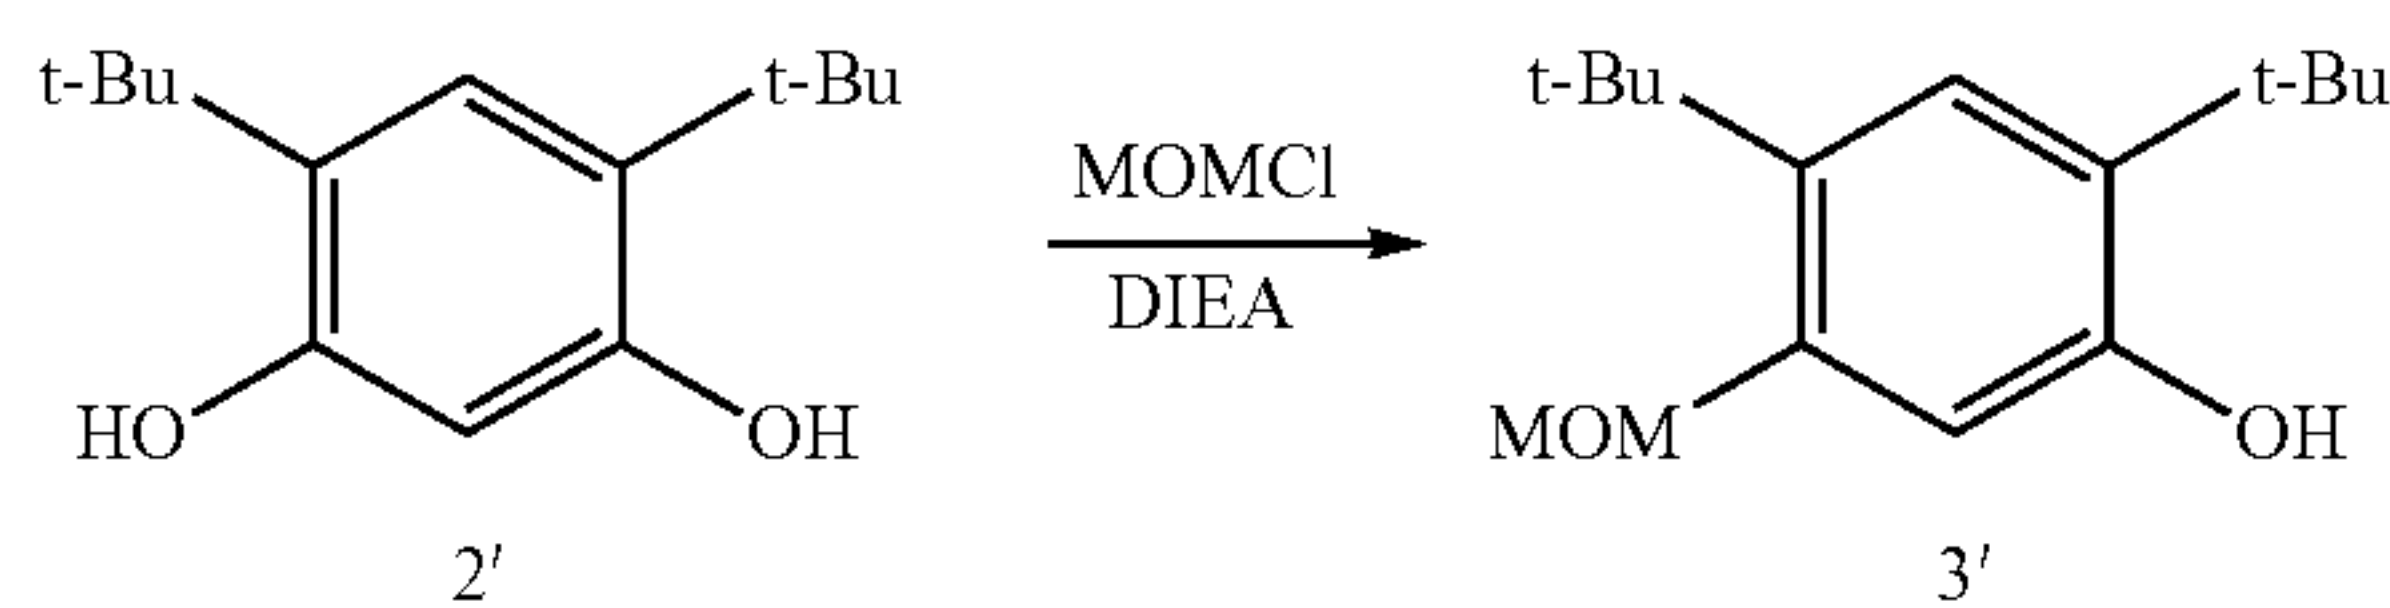 t-Bu t-Bu t-Bu t-Bu
MOMCl
DIEA
HO OH MOM OH
2′ 3′